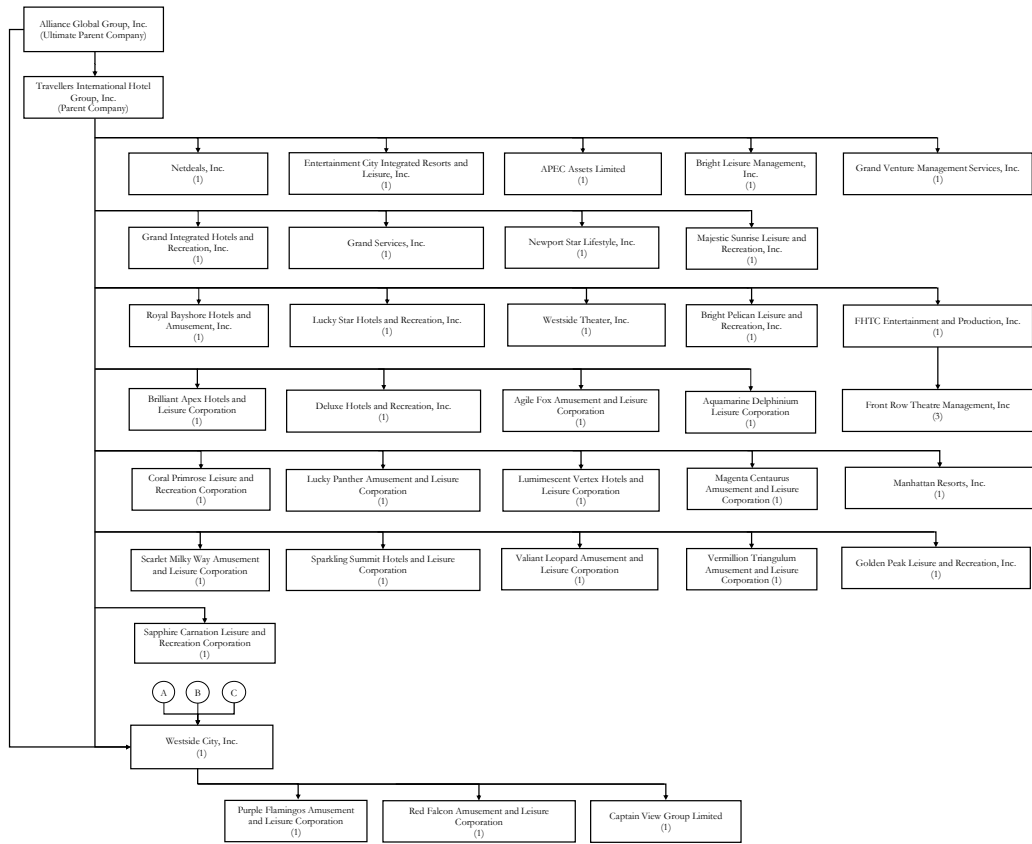 Alliance Global Group, Inc.
(Ultimate Parent Company)
Travellers International Hotel
Group, Inc.
(Parent Company)
Netdeals, Inc.
(1)
Entertainment City Integrated Resorts and
Leisure, Inc.
(1)
APEC Assets Limited
(1)
Bright Leisure Management,
Inc.
(1)
Grand Venture Management Services, Inc.
(1)
Grand Integrated Hotels and
Recreation, Inc.
(1)
Grand Services, Inc.
(1)
Newport Star Lifestyle, Inc.
(1)
Majestic Sunrise Leisure and
Recreation, Inc.
(1)
Royal Bayshore Hotels and
Amusement, Inc.
(1)
Lucky Star Hotels and Recreation, Inc.
(1)
Westside Theater, Inc.
(1)
Bright Pelican Leisure and
Recreation, Inc.
(1)
FHTC Entertainment and Production, Inc.
(1)
Brilliant Apex Hotels and
Leisure Corporation
(1)
Deluxe Hotels and Recreation, Inc.
(1)
Agile Fox Amusement and Leisure
Corporation
(1)
Aquamarine Delphinium
Leisure Corporation
(1)
Front Row Theatre Management, Inc
(3)
Coral Primrose Leisure and
Recreation Corporation
(1)
Lucky Panther Amusement and Leisure
Corporation
(1)
Lumimescent Vertex Hotels and
Leisure Corporation
(1)
Magenta Centaurus
Amusement and Leisure
Corporation (1)
Manhattan Resorts, Inc.
(1)
Scarlet Milky Way Amusement
and Leisure Corporation
(1)
Sparkling Summit Hotels and Leisure
Corporation
(1)
Valiant Leopard Amusement and
Leisure Corporation
(1)
Vermillion Triangulum
Amusement and Leisure
Corporation (1)
Golden Peak Leisure and Recreation, Inc.
(1)
Sapphire Carnation Leisure and
Recreation Corporation
(1)
A B C
Westside City, Inc.
(1)
Purple Flamingos Amusement
and Leisure Corporation
(1)
Red Falcon Amusement and Leisure
Corporation
(1)
Captain View Group Limited
(1)